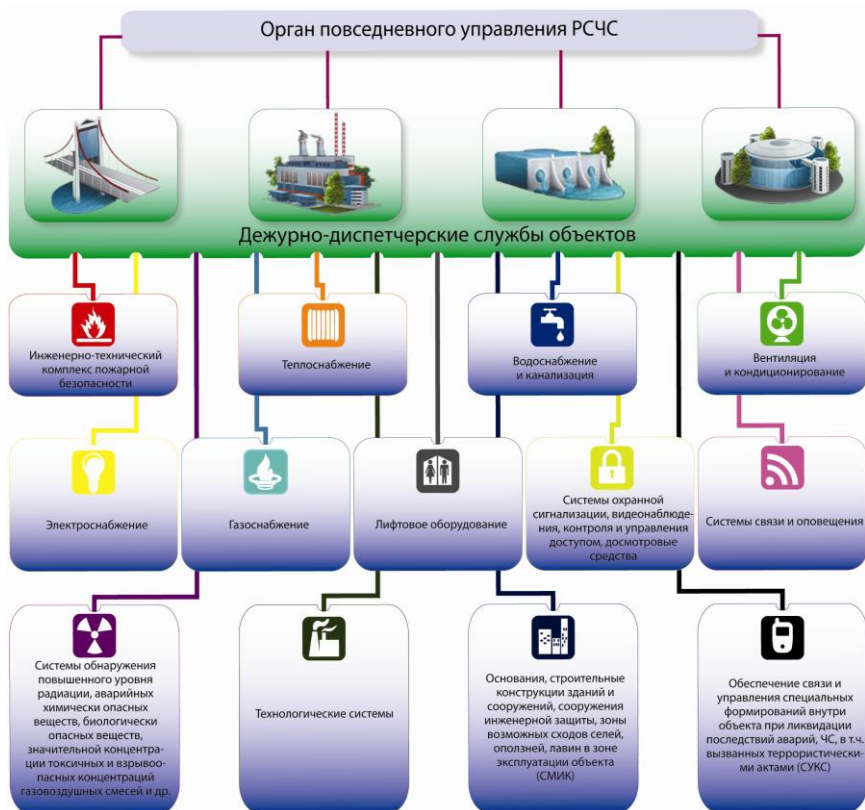 Орган повседневного управления РСЧС
Дежурно-диспетчерские службы объектов
Инженерно-технический
комплекс пожарной
безопасности
Теплоснабжение
Водоснабжение
и канализация
Вентиляция
и кондиционирование
Электроснабжение
Газоснабжение
Лифтовое оборудование
Системы охранной
сигнализации, видеонаблюде-
ния, контроля и управления
доступом, досмотровые
средства
Системы связи и оповещения
Системы обнаружения
повышенного уровня
радиации, аварийных
химически опасных
веществ, биологически
опасных веществ,
значительной концентра-
ции токсичных и взрывоо-
пасных концентраций
газовоздушных смесей и др.
Технологические системы
Основания, строительные
конструкции зданий и
сооружений, сооружения
инженерной защиты, зоны
возможных сходов селей,
оползней, лавин в зоне
эксплуатации объекта
(СМИК)
Обеспечение связи и
управления специальных
формирований внутри
объекта при ликвидации
последствий аварий, ЧС, в т.ч.
вызванных террористически-
ми актами (СУКС)